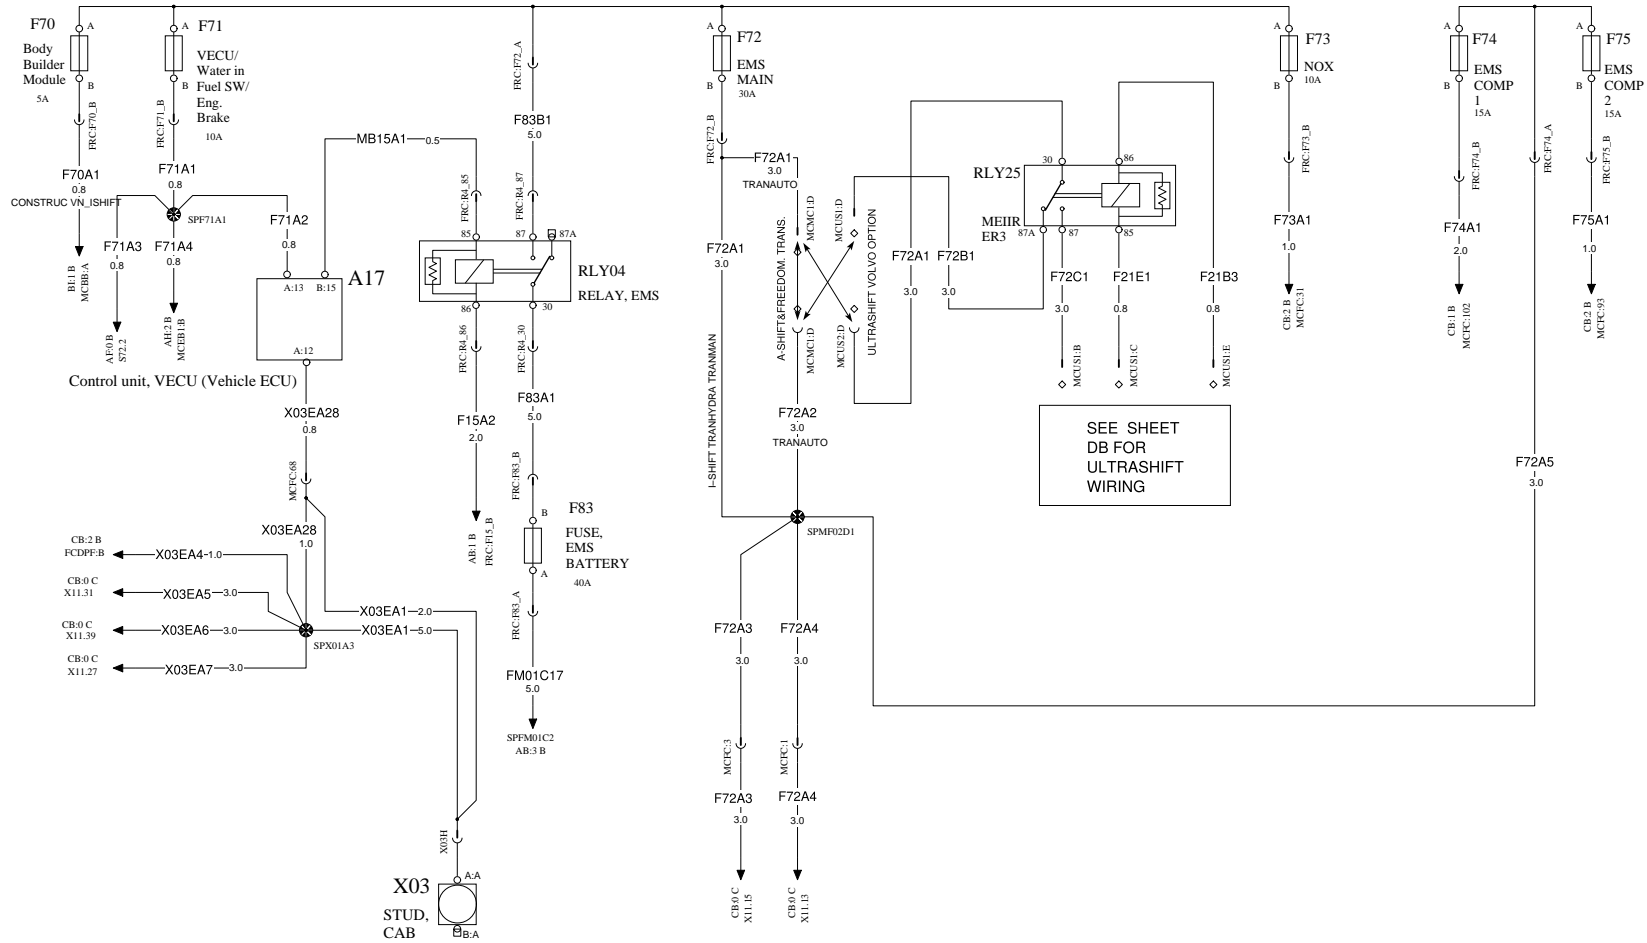 F70
Body
Builder
Module
5A
A
B
FRC:F70_B
F70A1
0.8
CONSTRUC VN_ISHIFT
B1:1 B
MCBB:A
F71
VECU/
Water in
Fuel SW/
Eng.
Brake
10A
A
B
FRC:F71_B
F71A1
0.8
SPF71A1
F71A3
0.8
AF:0 B
S72.2
F71A4
0.8
AH:2 B
MCEB1:B
F71A2
0.8
MB15A1
0.5
A:13
B:15
A17
A:12
Control unit, VECU (Vehicle ECU)
X03EA28
0.8
MCFC:68
X03EA28
1.0
CB:2 B
FCDPF:B
X03EA4
1.0
CB:0 C
X11.31
X03EA5
3.0
CB:0 C
X11.39
X03EA6
3.0
CB:0 C
X11.27
X03EA7
3.0
SPX01A3
X03EA1
2.0
X03EA1
5.0
X03H
A:A
X03
STUD,
CAB
B:A
FRC:F72_A
F83B1
5.0
FRC:R4_85
FRC:R4_87
85
87
87A
RLY04
RELAY, EMS
86
30
FRC:R4_86
FRC:R4_30
F15A2
2.0
AB:1 B
FRC:F15_B
F83A1
5.0
FRC:F83_B
B
F83
FUSE,
EMS
BATTERY
40A
A
FRC:F83_A
FM01C17
5.0
SPFM01C2
AB:3 B
A
F72
EMS
MAIN
30A
B
FRC:F72_B
F72A1
3.0
TRANAUTO
F72A1
3.0
I-SHIFT TRANHYDRA TRANMAN
A-SHIFT&FREEDOM. TRANS.
MCMC1:D
MCUS1:D
MCMC1:D
MCUS2:D
ULTRASHIFT VOLVO OPTION
F72A1
3.0
F72B1
3.0
F72A2
3.0
TRANAUTO
SPMF02D1
F72A3
3.0
F72A4
3.0
MCFC:3
MCFC:1
F72A3
3.0
F72A4
3.0
CB:0 C
X11.15
CB:0 C
X11.13
30
86
RLY25
MEIIR
ER3
87A
87
85
F72C1
3.0
F21E1
0.8
F21B3
0.8
MCUS1:B
MCUS1:C
MCUS1:E
SEE SHEET
DB FOR
ULTRASHIFT
WIRING
A
F73
NOX
10A
B
FRC:F73_B
F73A1
1.0
CB:2 B
MCFC:31
A
F74
EMS
COMP
1
15A
B
FRC:F74_B
F74A1
2.0
CB:1 B
MCFC:102
FRC:F74_A
F72A5
3.0
A
F75
EMS
COMP
2
15A
B
FRC:F75_B
F75A1
1.0
CB:2 B
MCFC:93